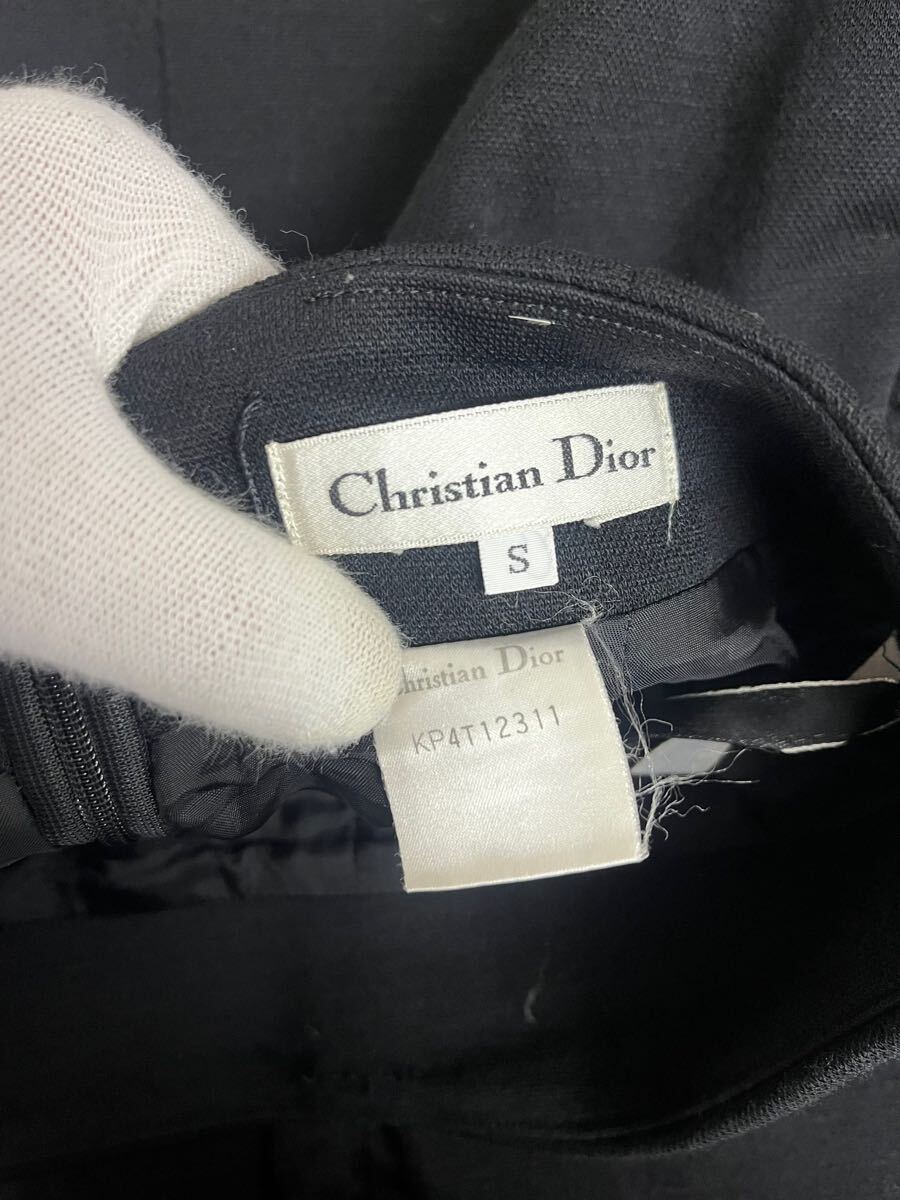 Christian Dior
S
Christian Dior
KP4T12311